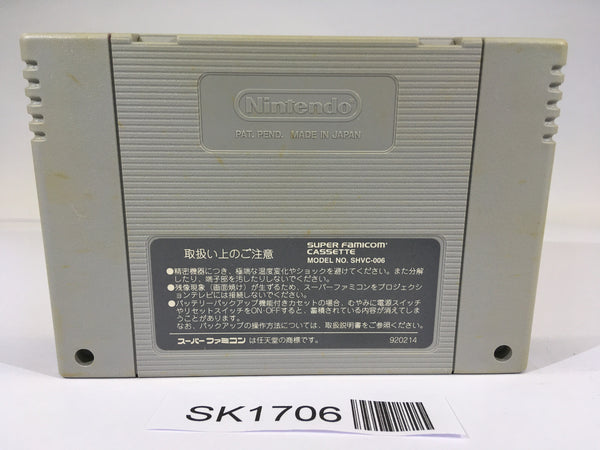 Nintendo
PAT. PEND. MADE IN JAPAN
取扱い上のご注意
SUPER FAMICOM
CASSETTE
MODEL NO. SHVC-006
●精密機器につき、極端な温度変化やショックを避けてください。また分解
したり、端子部を汚したりしないでください。
●残像現象（画面焼け）が生ずるため、スーパーファミコンをプロジェクショ
ンテレビには接続しないでください。
●バッテリーバックアップ機能付きカセットの場合、むやみに電源スイッチ
やリセットスイッチをON・OFFすると、蓄積されている内容が消えてしま
うことがあります。
なお、バックアップの操作方法については、取扱説明書をご参照ください。
スーパーファミコンは任天堂の商標です。 920214
SK1706